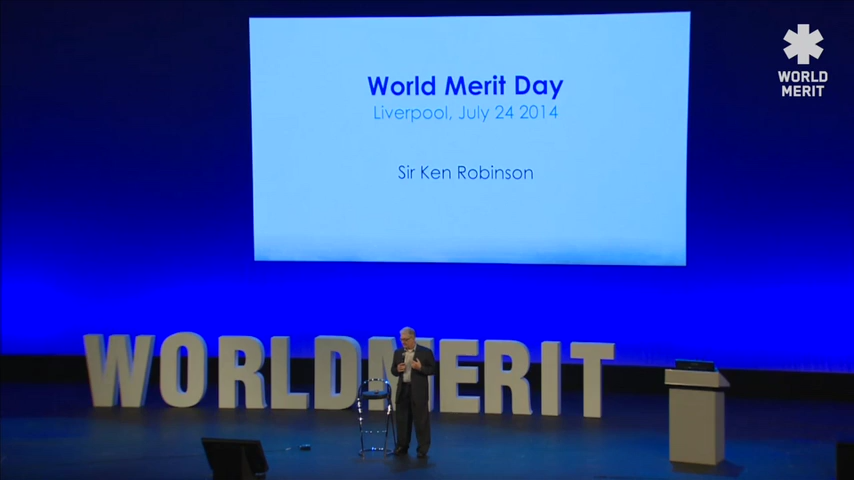 World Merit Day
Liverpool, July 24 2014
Sir Ken Robinson
WORLD
MERIT
WORLDMERIT